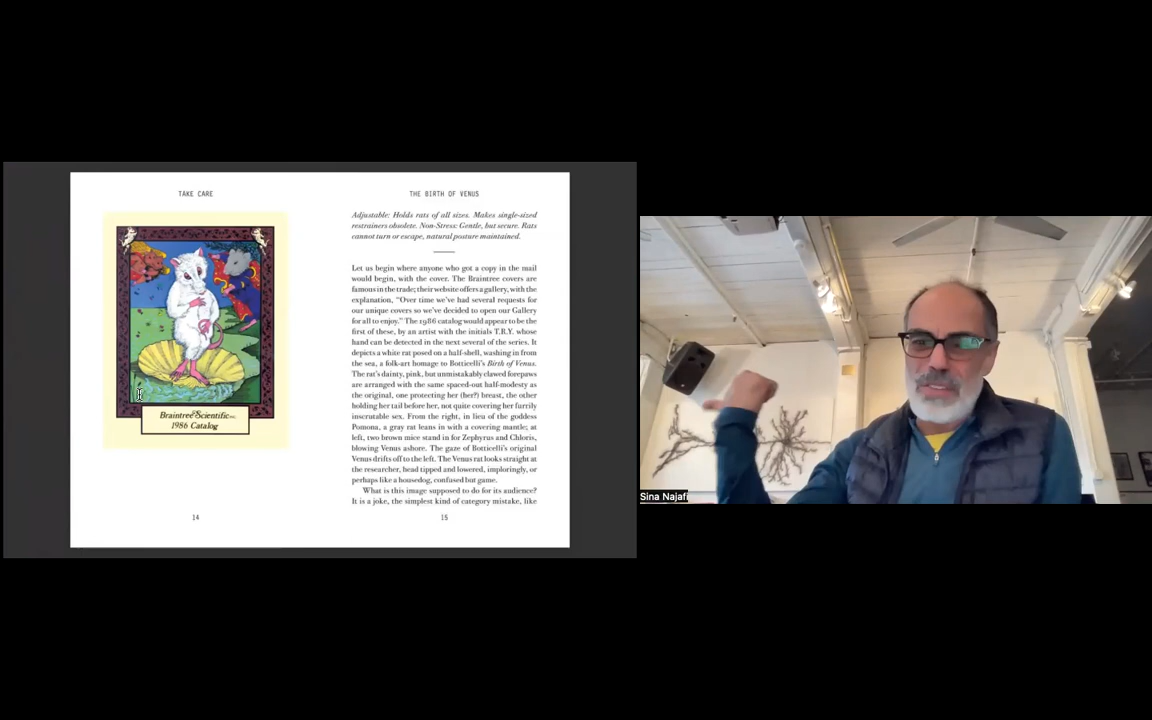 TAKE CARE
Braintree Scientific INC.
1986 Catalog
14
THE BIRTH OF VENUS
Adjustable: Holds rats of all sizes. Makes single-sized
restrainers obsolete. Non-Stress: Gentle, but secure. Rats
cannot turn or escape, natural posture maintained.
Let us begin where anyone who got a copy in the mail
would begin, with the cover. The Braintree covers are
famous in the trade; their website offers a gallery, with the
explanation, “Over time we’ve had several requests for
our unique covers so we’ve decided to open our Gallery
for all to enjoy.” The 1986 catalog would appear to be the
first of these, by an artist with the initials T.R.Y. whose
hand can be detected in the next several of the series. It
depicts a white rat posed on a half-shell, washing in from
the sea, a folk-art homage to Botticelli’s Birth of Venus.
The rat’s dainty, pink, but unmistakably clawed forepaws
are arranged with the same spaced-out half-modesty as
the original, one protecting her (her?) breast, the other
holding her tail before her, not quite covering her furrily
inscrutable sex. From the right, in lieu of the goddess
Pomona, a gray rat leans in with a covering mantle; at
left, two brown mice stand in for Zephyrus and Chloris,
blowing Venus ashore. The gaze of Botticelli’s original
Venus drifts off to the left. The Venus rat looks straight at
the researcher, head tipped and lowered, imploringly, or
perhaps like a housedog, confused but game.
What is this image supposed to do for its audience?
It is a joke, the simplest kind of category mistake, like
15
Sina Najafi